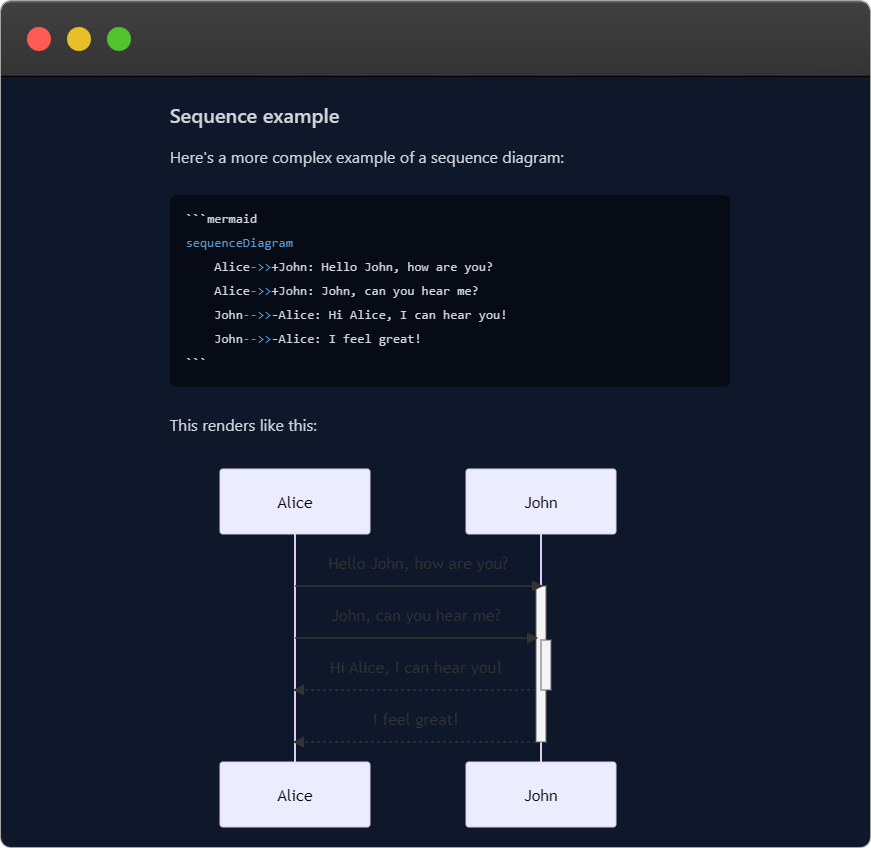 Sequence example
Here's a more complex example of a sequence diagram:
```mermaid
sequenceDiagram
    Alice->>+John: Hello John, how are you?
    Alice->>+John: John, can you hear me?
    John-->>-Alice: Hi Alice, I can hear you!
    John-->>-Alice: I feel great!
```
This renders like this:
Alice
John
Hello John, how are you?
John, can you hear me?
Hi Alice, I can hear you!
I feel great!
Alice
John